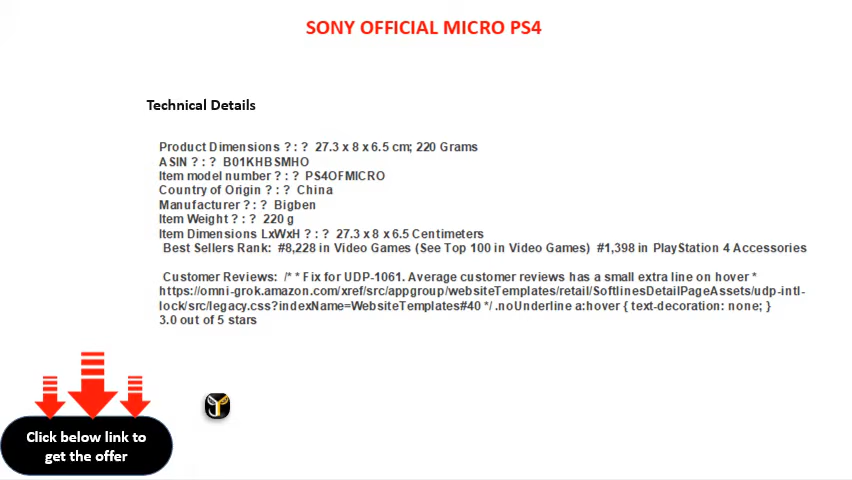 SONY OFFICIAL MICRO PS4
Technical Details
Product Dimensions ? : ? 27.3 x 8 x 6.5 cm; 220 Grams
ASIN ? : ? B01KHBSMHO
Item model number ? : ? PS4OFMICRO
Country of Origin ? : ? China
Manufacturer ? : ? Bigben
Item Weight ? : ? 220 g
Item Dimensions LxWxH ? : ? 27.3 x 8 x 6.5 Centimeters
Best Sellers Rank: #8,228 in Video Games (See Top 100 in Video Games) #1,398 in PlayStation 4 Accessories
Customer Reviews: /* * Fix for UDP-1061. Average customer reviews has a small extra line on hover *
https://omni-grok.amazon.com/xref/src/appgroup/websiteTemplates/retail/SoftlinesDetailPageAssets/udp-intl-
lock/src/legacy.css?indexName=WebsiteTemplates#40 */ .noUnderline a:hover { text-decoration: none; }
3.0 out of 5 stars
Click below link to
get the offer